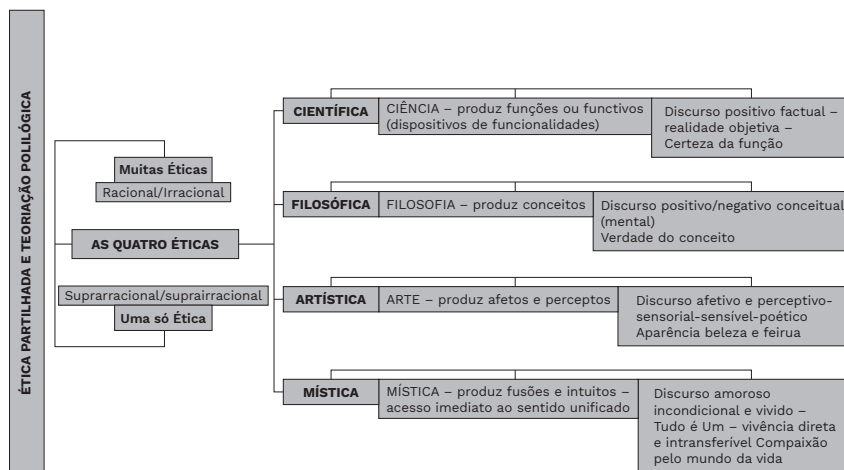 ÉTICA PARTILHADA E TEORIAÇÃO POLILÓGICA
Muitas Éticas
Racional/Irracional
AS QUATRO ÉTICAS
Suprarracional/suprairracional
Uma só Ética
CIENTÍFICA
CIÊNCIA – produz funções ou functivos
(dispositivos de funcionalidades)
Discurso positivo factual –
realidade objetiva –
Certeza da função
FILOSÓFICA
FILOSOFIA – produz conceitos
Discurso positivo/negativo conceitual
(mental)
Verdade do conceito
ARTÍSTICA
ARTE – produz afetos e perceptos
Discurso afetivo e perceptivo-
sensorial-sensível-poético
Aparência beleza e feirua
MÍSTICA
MÍSTICA – produz fusões e intuitos –
acesso imediato ao sentido unificado
Discurso amoroso
incondicional e vivido –
Tudo é Um – vivência direta
e intransferível Compaixão
pelo mundo da vida